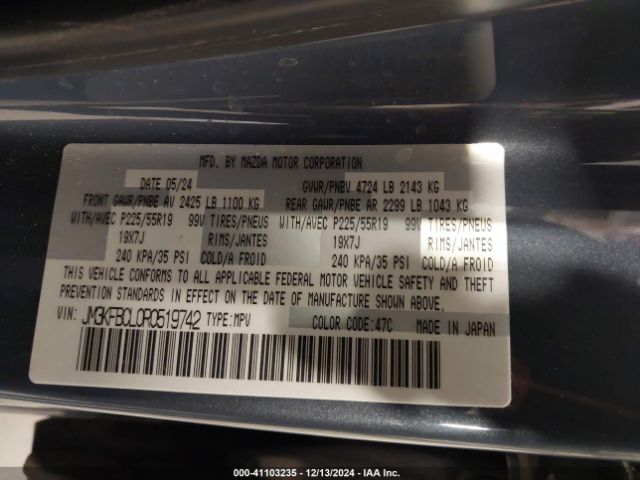 MFD. BY MAZDA MOTOR CORPORATION
DATE 05/24 GVWR/PNBV 4724 LB 2143 KG
FRONT GAWR/PNBE AV 2425 LB 1100 KG REAR GAWR/PNBE AR 2299 LB 1043 KG
WITH/AVEC P225/55R19 99V TIRES/PNEUS WITH/AVEC P225/55R19 99V TIRES/PNEUS
19X7J RIMS/JANTES 19X7J RIMS/JANTES
240 KPA/35 PSI COLD/A FROID 240 KPA/35 PSI COLD/A FROID
THIS VEHICLE CONFORMS TO ALL APPLICABLE FEDERAL MOTOR VEHICLE SAFETY AND THEFT
PREVENTION STANDARDS IN EFFECT ON THE DATE OF MANUFACTURE SHOWN ABOVE.
VIN: JM3KFBCL0R0519742 TYPE:MPV COLOR CODE:47C MADE IN JAPAN
000-41103235 - 12/13/2024 - IAA Inc.